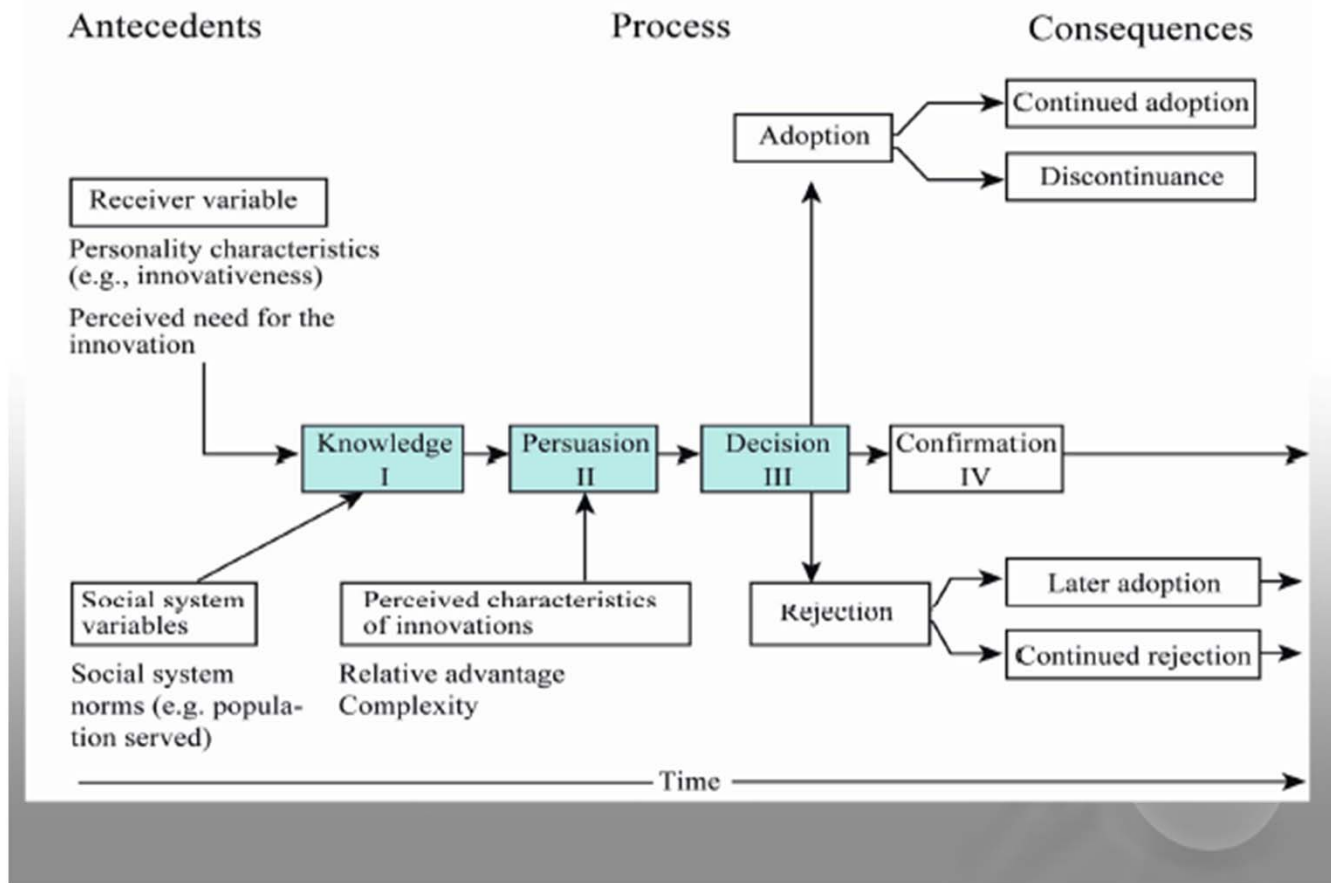 Antecedents
Process
Consequences
Continued adoption
Adoption
Discontinuance
Receiver variable
Personality characteristics
(e.g., innovativeness)
Perceived need for the
innovation
Knowledge
I
Persuasion
II
Decision
III
Confirmation
IV
Social system
variables
Perceived characteristics
of innovations
Rejection
Later adoption
Continued rejection
Social system
norms (e.g. popula-
tion served)
Relative advantage
Complexity
Time